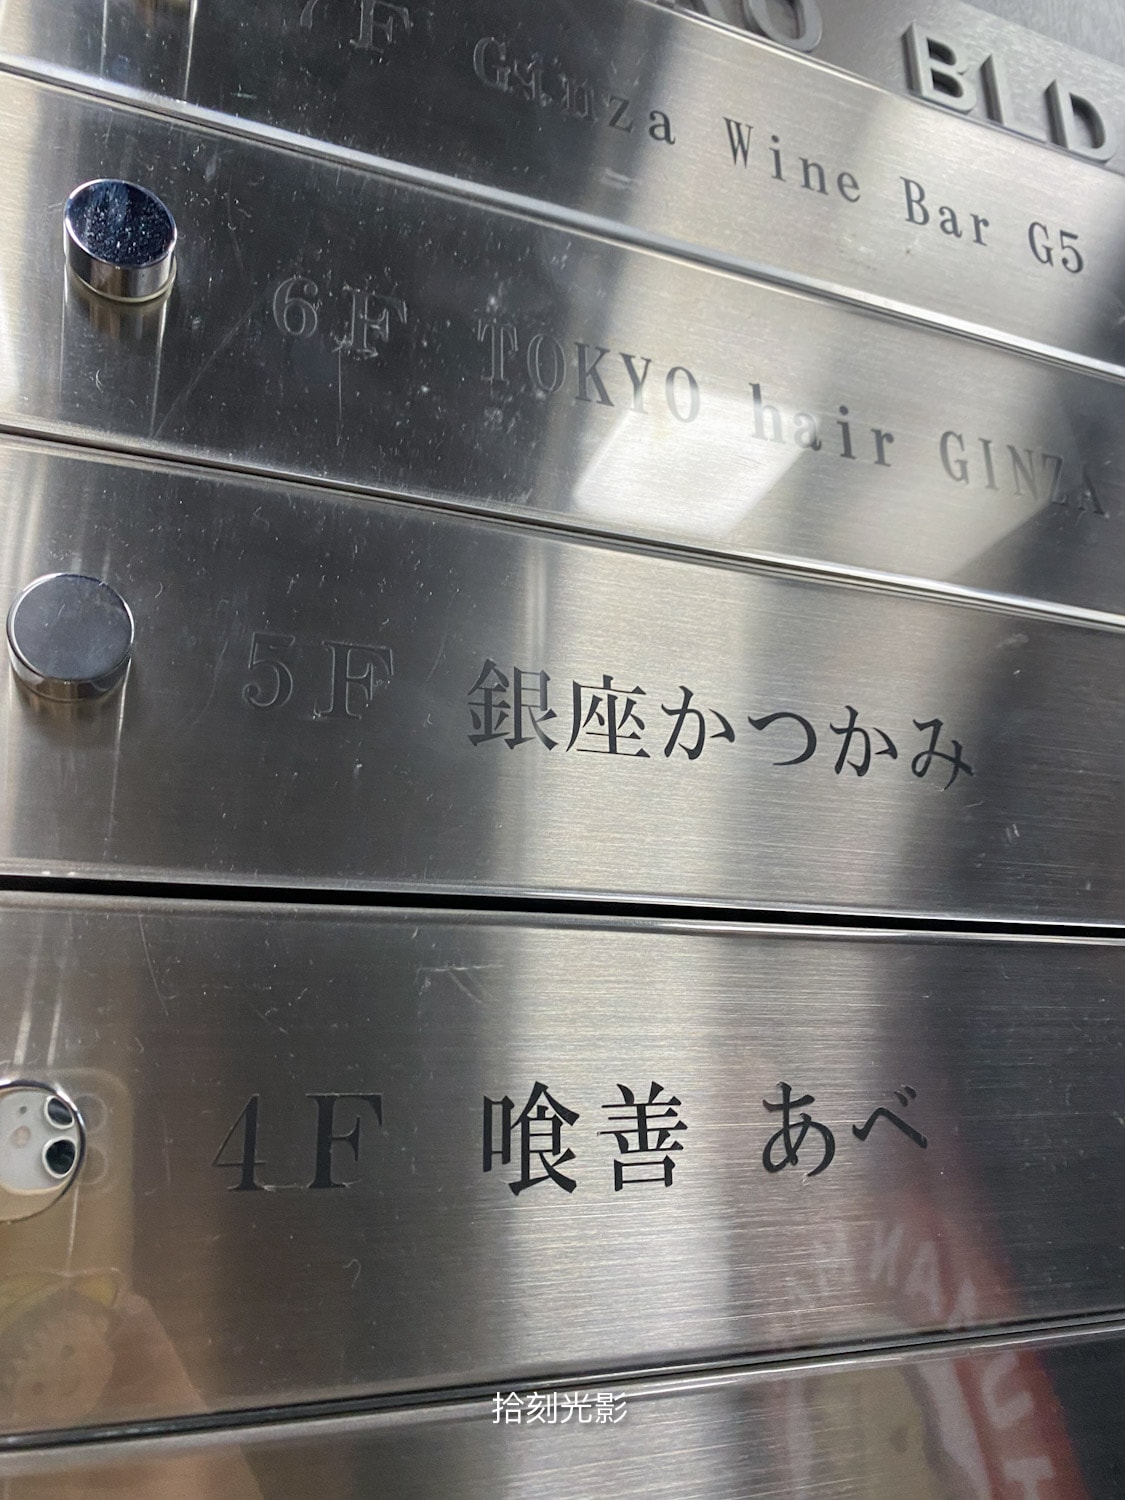 BLD
7F Ginza Wine Bar G5
6F TOKYO hair GINZA
5F 銀座かつかみ
4F 喰善 あべ
拾刻光影